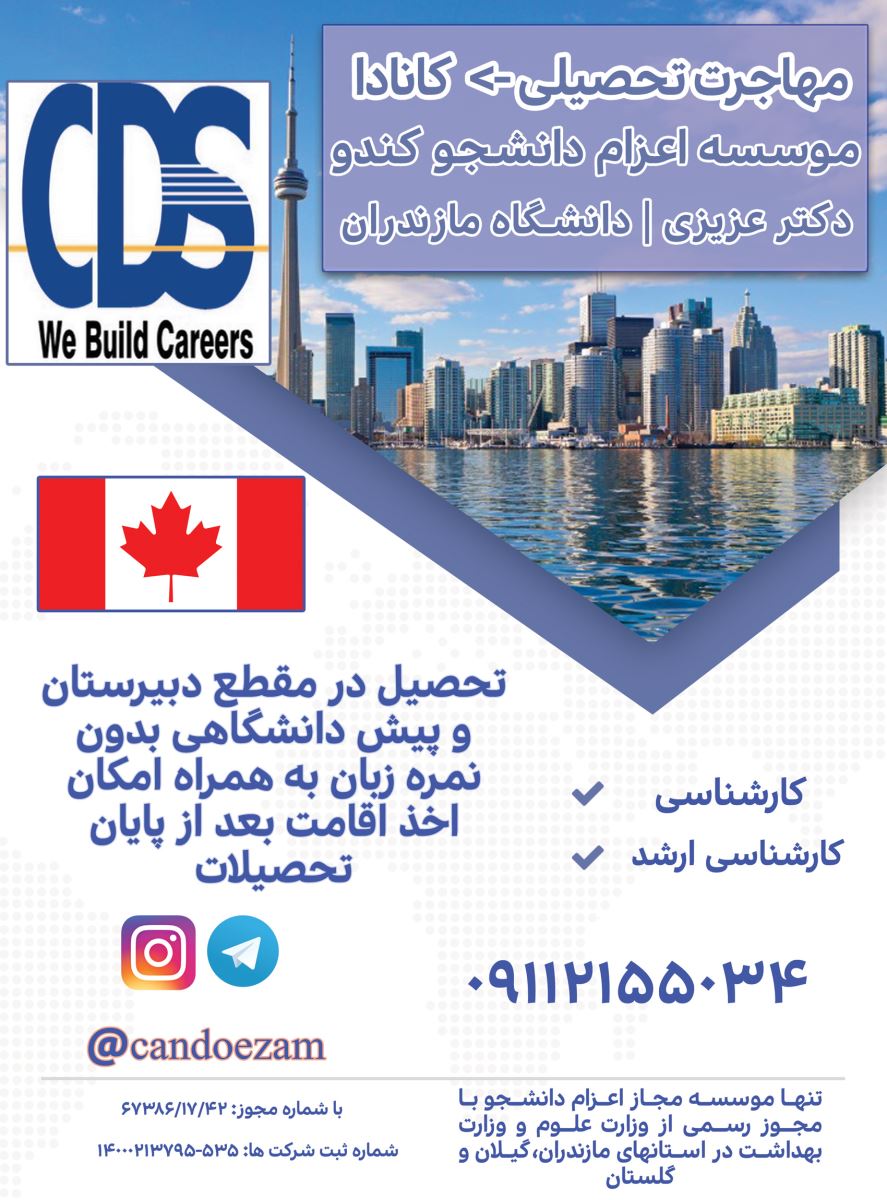 مهاجرت تحصیلی -> کانادا
موسسه اعزام دانشجو کندو
دکتر عزیزی | دانشگاه مازندران
CDS
We Build Careers
تحصیل در مقطع دبیرستان
و پیش دانشگاهی بدون
نمره زبان به همراه امکان
اخذ اقامت بعد از پایان
تحصیلات
کارشناسی
کارشناسی ارشد
۰۹۱۱۲۱۵۵۰۳۴
@candoezam
تنها موسسه مجاز اعزام دانشجو با
مجوز رسمی از وزارت علوم و وزارت
بهداشت در استانهای مازندران،گیلان و
گلستان
با شماره مجوز: ۶۷۳۸۶/۱۷/۴۲
شماره ثبت شرکت ها: ۵۳۵-۱۴۰۰۰۲۱۳۷۹۵